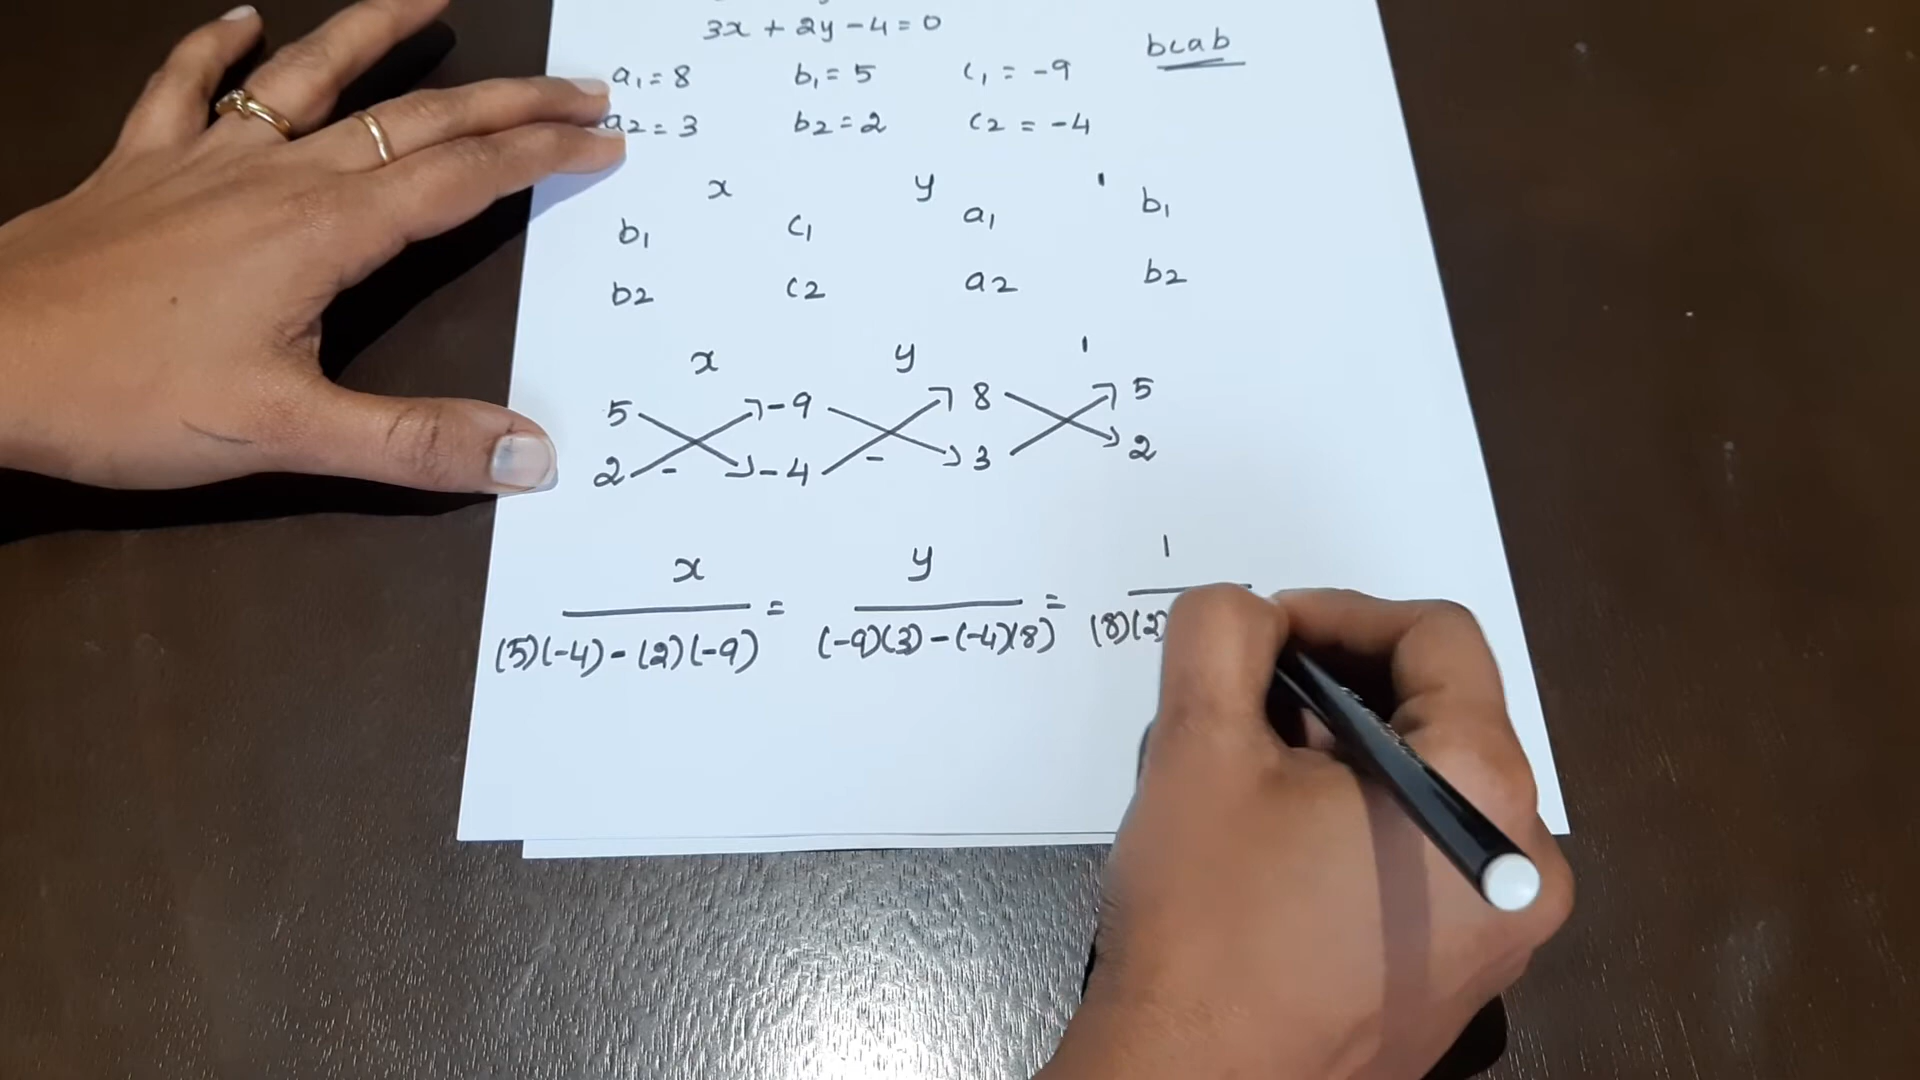 3x + 2y - 4 = 0
bcab
a1 = 8 b1 = 5 c1 = -9
a2 = 3 b2 = 2 c2 = -4
x y 1
b1 c1 a1 b1
b2 c2 a2 b2
x y 1
5 -9 8 5
2 - -4 - 3 2
x y 1
= =
(5)(-4) - (2)(-9) (-9)(3) - (-4)(8) (8)(2)